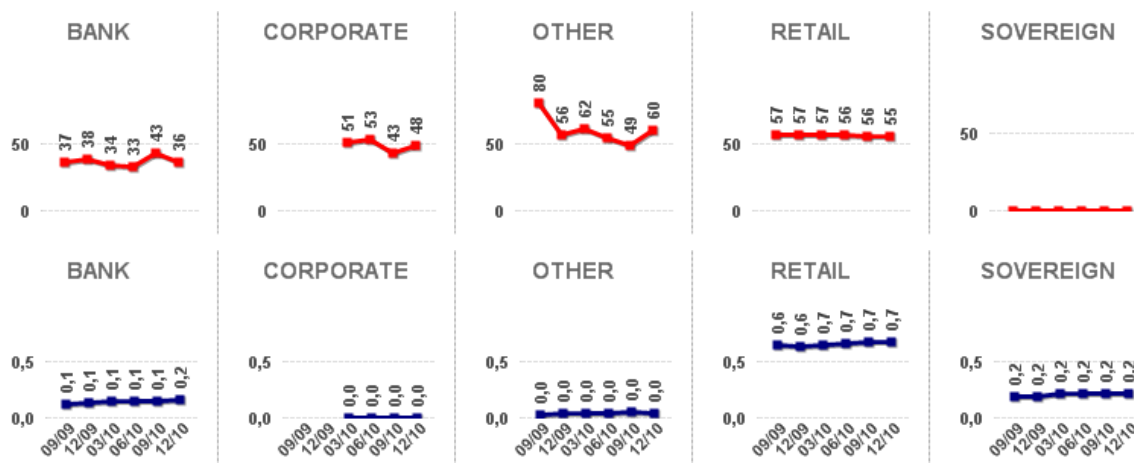 BANK CORPORATE OTHER RETAIL SOVEREIGN
37 38 34 33 43 36 51 53 43 48 80 56 62 55 49 60 57 57 57 56 56 55
50 50 50 50 50
0 0 0 0 0
BANK CORPORATE OTHER RETAIL SOVEREIGN
0,1 0,1 0,1 0,1 0,1 0,2 0,0 0,0 0,0 0,0 0,0 0,0 0,0 0,0 0,0 0,0 0,6 0,6 0,7 0,7 0,7 0,7 0,2 0,2 0,2 0,2 0,2 0,2
0,5 0,5 0,5 0,5 0,5
0,0 0,0 0,0 0,0 0,0
09/09 12/09 03/10 06/10 09/10 12/10 09/09 12/09 03/10 06/10 09/10 12/10 09/09 12/09 03/10 06/10 09/10 12/10 09/09 12/09 03/10 06/10 09/10 12/10 09/09 12/09 03/10 06/10 09/10 12/10